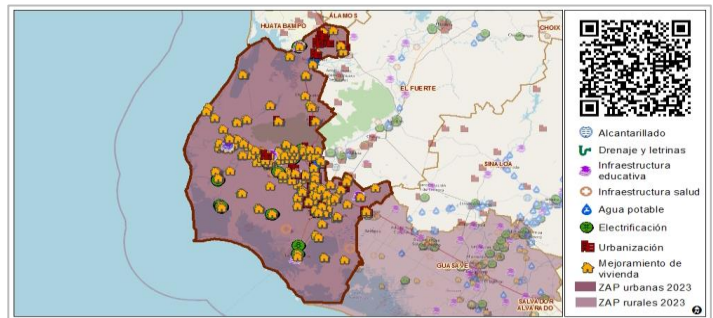 ALAMOS
HUATABAMPO
CHOIX
EL FUERTE
SINALOA
GUASAVE
SALVADOR
ALVARADO
Alcantarillado
Drenaje y letrinas
Infraestructura
educativa
Infraestructura salud
Agua potable
Electrificación
Urbanización
Mejoramiento de
vivienda
ZAP urbanas 2023
ZAP rurales 2023